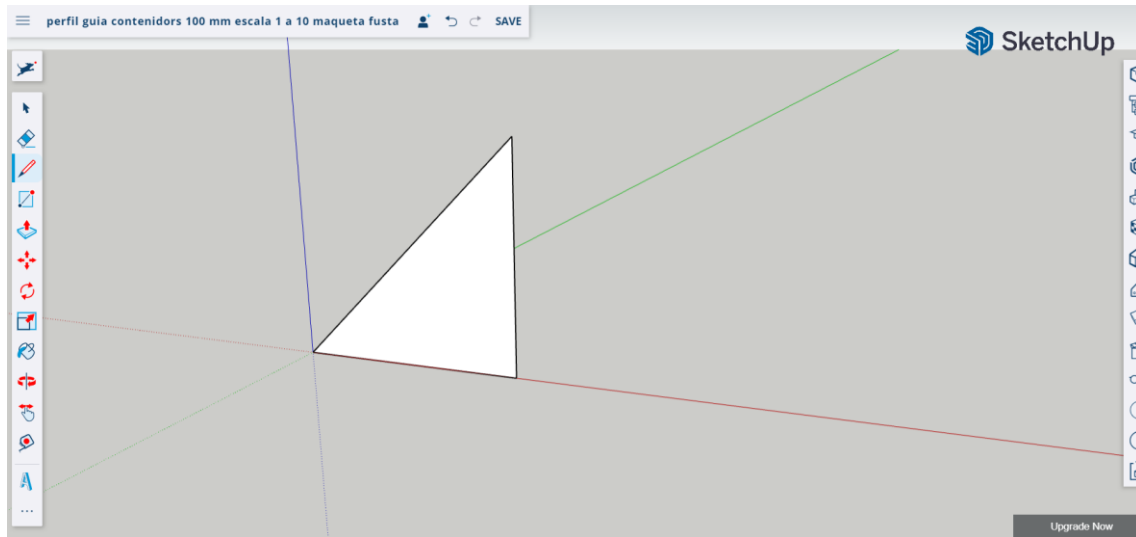 perfil guia contenidors 100 mm escala 1 a 10 maqueta fusta SAVE
SketchUp
Upgrade Now